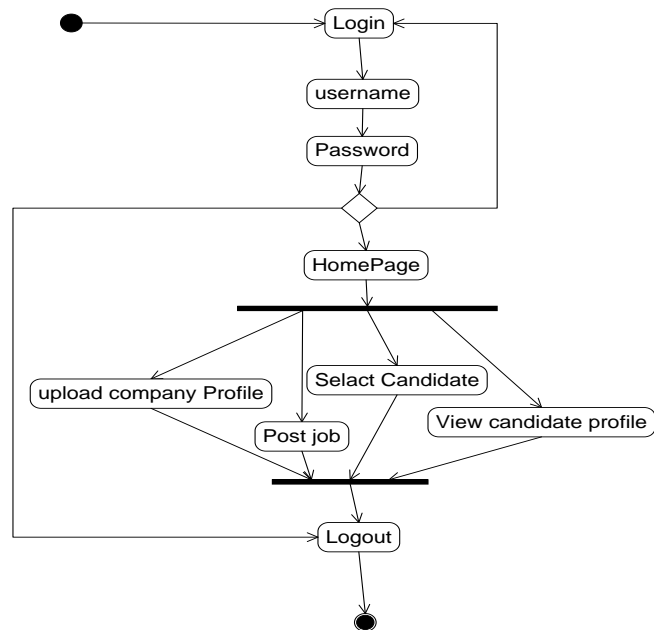 Login
username
Password
HomePage
Selact Candidate
upload company Profile
View candidate profile
Post job
Logout